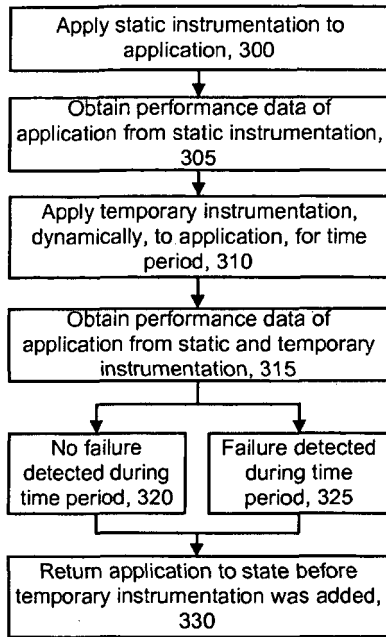 Apply static instrumentation to
application, 300
Obtain performance data of
application from static instrumentation,
305
Apply temporary instrumentation,
dynamically, to application, for time
period, 310
Obtain performance data of
application from static and temporary
instrumentation, 315
No failure
detected during
time period, 320
Failure detected
during time
period, 325
Return application to state before
temporary instrumentation was added,
330